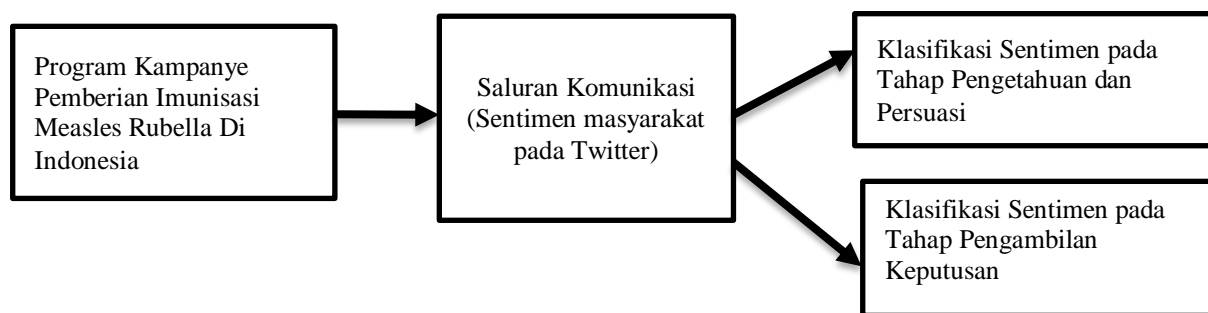 Program Kampanye
Pemberian Imunisasi
Measles Rubella Di
Indonesia
Saluran Komunikasi
(Sentimen masyarakat
pada Twitter)
Klasifikasi Sentimen pada
Tahap Pengetahuan dan
Persuasi
Klasifikasi Sentimen pada
Tahap Pengambilan
Keputusan